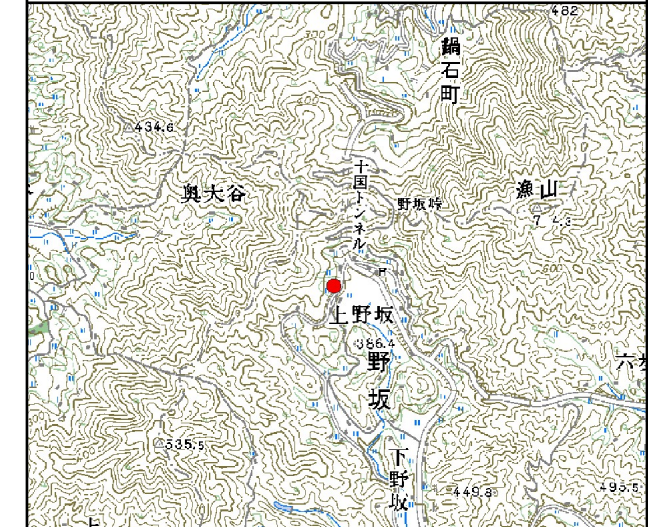 482
鍋石町
434.6
十国トンネル
奥大谷
野坂峠
漁山
600
上野坂
386.4
野坂
535.5
下野坂
449.8
495.5